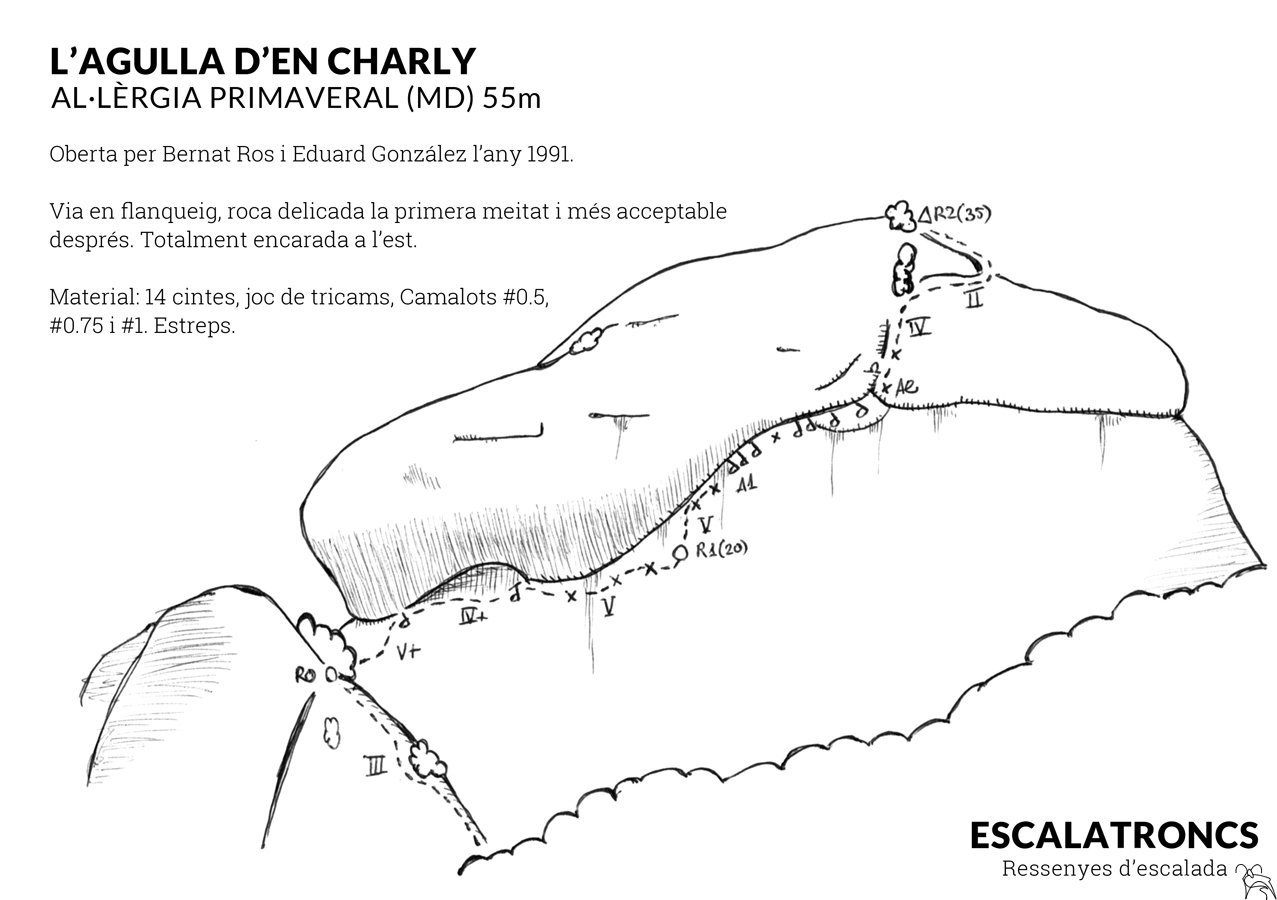 L'AGULLA D'EN CHARLY
AL·LÈRGIA PRIMAVERAL (MD) 55m
Oberta per Bernat Ros i Eduard González l'any 1991.
Via en flanqueig, roca delicada la primera meitat i més acceptable
després. Totalment encarada a l'est.
Material: 14 cintes, joc de tricams, Camalots #0.5,
#0.75 i #1. Estreps.
R2(35)
II
IV
Ae
A1
V
R1(20)
V
IV+
V+
R0
III
ESCALATRONCS
Ressenyes d'escalada